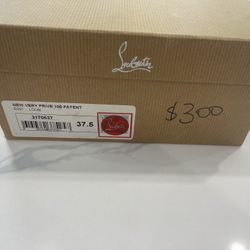 Louboutin
$300
NEW VERY PRIVE 100 PATENT
3170637
37.5